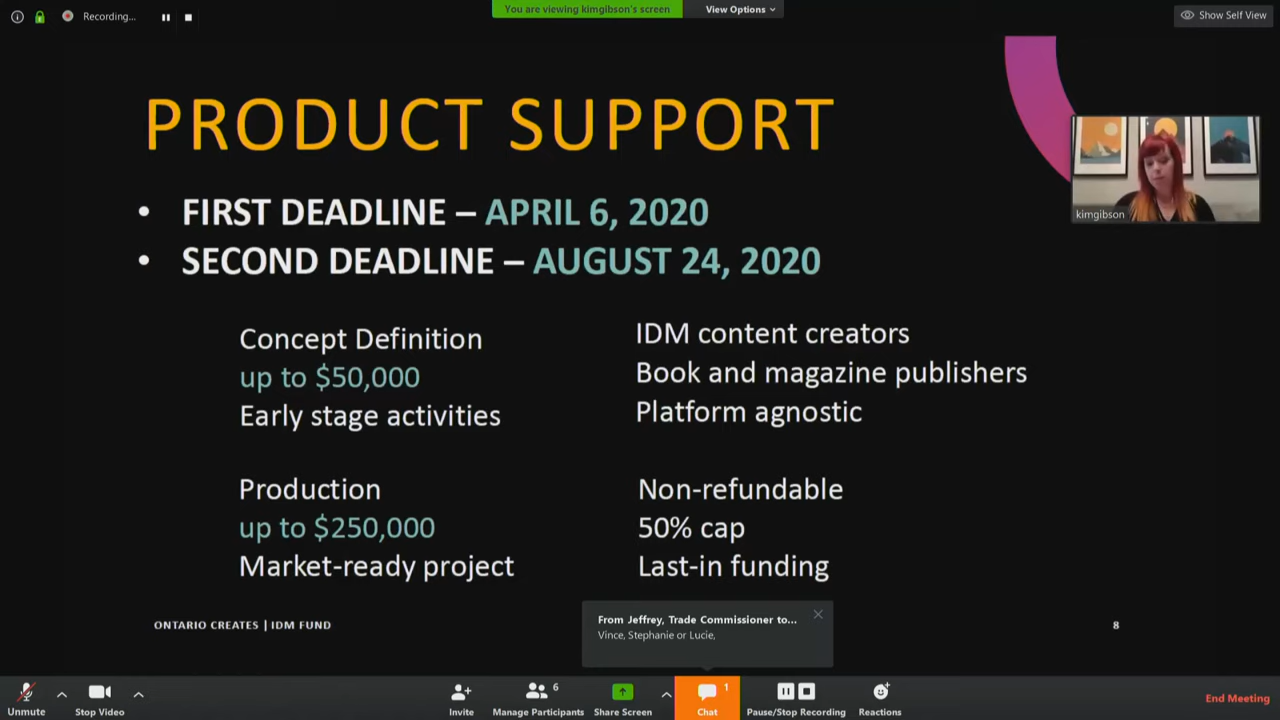 Recording...
You are viewing kimgibson's screen
View Options
Show Self View
PRODUCT SUPPORT
• FIRST DEADLINE – APRIL 6, 2020
• SECOND DEADLINE – AUGUST 24, 2020
kimgibson
Concept Definition
up to $50,000
Early stage activities
IDM content creators
Book and magazine publishers
Platform agnostic
Production
up to $250,000
Market-ready project
Non-refundable
50% cap
Last-in funding
ONTARIO CREATES | IDM FUND
8
From Jeffrey, Trade Commissioner to...
Vince, Stephanie or Lucie,
Unmute
Stop Video
Invite
6
Manage Participants
Share Screen
1
Chat
Pause/Stop Recording
Reactions
End Meeting